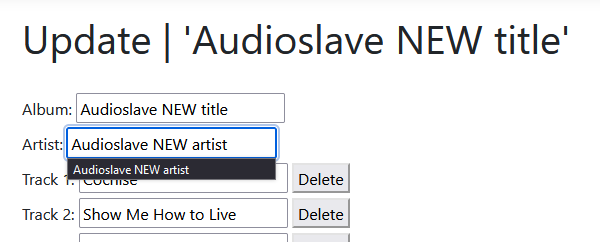 Update | 'Audioslave NEW title'
Album: Audioslave NEW title
Artist: Audioslave NEW artist
Audioslave NEW artist
Track 1: Cochise Delete
Track 2: Show Me How to Live Delete